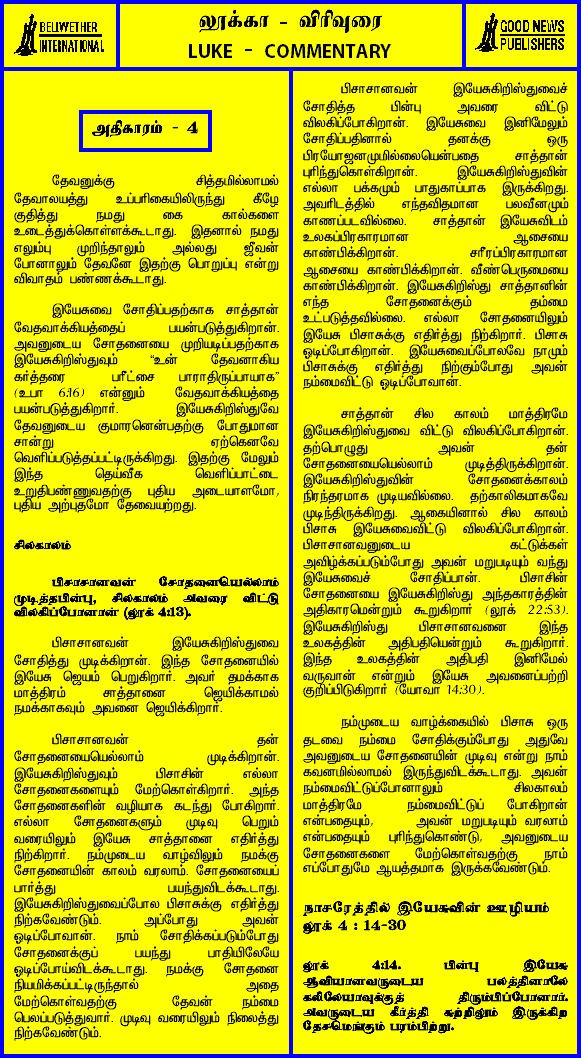 BELLWETHER
INTERNATIONAL
லூக்கா - விரிவுரை
LUKE - COMMENTARY
GOOD NEWS
PUBLISHERS
அதிகாரம் - 4
தேவனுக்கு சித்தமில்லாமல்
தேவாலயத்து உப்பரிகையிலிருந்து கீழே
குதித்து நமது கை கால்களை
உடைத்துக்கொள்ளக்கூடாது. இதனால் நமது
எலும்பு முறிந்தாலும் அல்லது ஜீவன்
போனாலும் தேவனே இதற்கு பொறுப்பு என்று
விவாதம் பண்ணக்கூடாது.
இயேசுவை சோதிப்பதற்காக சாத்தான்
வேதவாக்கியத்தைப் பயன்படுத்துகிறான்.
அவனுடைய சோதனையை முறியடிப்பதற்காக
இயேசுகிறிஸ்துவும் “உன் தேவனாகிய
கர்த்தரை பரீட்சை பாராதிருப்பாயாக”
(உபா 6:16) என்னும் வேதவாக்கியத்தை
பயன்படுத்துகிறார். இயேசுகிறிஸ்துவே
தேவனுடைய குமாரனென்பதற்கு போதுமான
சான்று ஏற்கெனவே
வெளிப்படுத்தப்பட்டிருக்கிறது. இதற்கு மேலும்
இந்த தெய்வீக வெளிப்பாட்டை
உறுதிபண்ணுவதற்கு புதிய அடையாளமோ,
புதிய அற்புதமோ தேவையற்றது.
சிலகாலம்
பிசாசானவன் சோதனையெல்லாம்
முடித்தபின்பு, சிலகாலம் அவரை விட்டு
விலகிப்போனான் (லூக் 4:13).
பிசாசானவன் இயேசுகிறிஸ்துவை
சோதித்து முடிக்கிறான். இந்த சோதனையில்
இயேசு ஜெயம் பெறுகிறார். அவர் தமக்காக
மாத்திரம் சாத்தானை ஜெயிக்காமல்
நமக்காகவும் அவனை ஜெயிக்கிறார்.
பிசாசானவன் தன்
சோதனையையெல்லாம் முடிக்கிறான்.
இயேசுகிறிஸ்துவும் பிசாசின் எல்லா
சோதனைகளையும் மேற்கொள்கிறார். அந்த
சோதனைகளின் வழியாக கடந்து போகிறார்.
எல்லா சோதனைகளும் முடிவு பெறும்
வரையிலும் இயேசு சாத்தானை எதிர்த்து
நிற்கிறார். நம்முடைய வாழ்விலும் நமக்கு
சோதனையின் காலம் வரலாம். சோதனையைப்
பார்த்து பயந்துவிடக்கூடாது.
இயேசுகிறிஸ்துவைப்போல பிசாசுக்கு எதிர்த்து
நிற்கவேண்டும். அப்போது அவன்
ஓடிப்போவான். நாம் சோதிக்கப்படும்போது
சோதனைக்குப் பயந்து பாதியிலேயே
ஓடிப்போய்விடக்கூடாது. நமக்கு சோதனை
நியமிக்கப்பட்டிருந்தால் அதை
மேற்கொள்வதற்கு தேவன் நம்மை
பெலப்படுத்துவார். முடிவு வரையிலும் நிலைத்து
நிற்கவேண்டும்.
பிசாசானவன் இயேசுகிறிஸ்துவைச்
சோதித்த பின்பு அவரை விட்டு
விலகிப்போகிறான். இயேசுவை இனிமேலும்
சோதிப்பதினால் தனக்கு ஒரு
பிரயோஜனமுமில்லையென்பதை சாத்தான்
புரிந்துகொள்கிறான். இயேசுகிறிஸ்துவின்
எல்லா பக்கமும் பாதுகாப்பாக இருக்கிறது.
அவரிடத்தில் எந்தவிதமான பலவீனமும்
காணப்படவில்லை. சாத்தான் இயேசுவிடம்
உலகப்பிரகாரமான ஆசையை
காண்பிக்கிறான். சரீரப்பிரகாரமான
ஆசையை காண்பிக்கிறான். வீண்பெருமையை
காண்பிக்கிறான். இயேசுகிறிஸ்து சாத்தானின்
எந்த சோதனைக்கும் தம்மை
உட்படுத்தவில்லை. எல்லா சோதனையிலும்
இயேசு பிசாசுக்கு எதிர்த்து நிற்கிறார். பிசாசு
ஓடிப்போகிறான். இயேசுவைப்போலவே நாமும்
பிசாசுக்கு எதிர்த்து நிற்கும்போது அவன்
நம்மைவிட்டு ஓடிப்போவான்.
சாத்தான் சில காலம் மாத்திரமே
இயேசுகிறிஸ்துவை விட்டு விலகிப்போகிறான்.
தற்பொழுது அவன் தன்
சோதனையையெல்லாம் முடித்திருக்கிறான்.
இயேசுகிறிஸ்துவின் சோதனைக்காலம்
நிரந்தரமாக முடியவில்லை. தற்காலிகமாகவே
முடிந்திருக்கிறது. ஆகையினால் சில காலம்
பிசாசு இயேசுவைவிட்டு விலகிப்போகிறான்.
பிசாசானவனுடைய கட்டுக்கள்
அவிழ்க்கப்படும்போது அவன் மறுபடியும் வந்து
இயேசுவைச் சோதிப்பான். பிசாசின்
சோதனையை இயேசுகிறிஸ்து அந்தகாரத்தின்
அதிகாரமென்றும் கூறுகிறார் (லூக் 22:53).
இயேசுகிறிஸ்து பிசாசானவனை இந்த
உலகத்தின் அதிபதியென்றும் கூறுகிறார்.
இந்த உலகத்தின் அதிபதி இனிமேல்
வருவான் என்றும் இயேசு அவனைப்பற்றி
குறிப்பிடுகிறார் (யோவா 14:30).
நம்முடைய வாழ்க்கையில் பிசாசு ஒரு
தடவை நம்மை சோதிக்கும்போது அதுவே
அவனுடைய சோதனையின் முடிவு என்று நாம்
கவனமில்லாமல் இருந்துவிடக்கூடாது. அவன்
நம்மைவிட்டுப்போனாலும் சிலகாலம்
மாத்திரமே நம்மைவிட்டுப் போகிறான்
என்பதையும், அவன் மறுபடியும் வரலாம்
என்பதையும் புரிந்துகொண்டு, அவனுடைய
சோதனைகளை மேற்கொள்வதற்கு நாம்
எப்போதுமே ஆயத்தமாக இருக்கவேண்டும்.
நாசரேத்தில் இயேசுவின் ஊழியம்
லூக் 4 : 14-30
லூக் 4:14. பின்பு இயேசு
ஆவியானவருடைய பலத்தினாலே
கலிலேயாவுக்குத் திரும்பிப்போனார்.
அவருடைய கீர்த்தி சுற்றிலும் இருக்கிற
தேசமெங்கும் பரம்பிற்று.